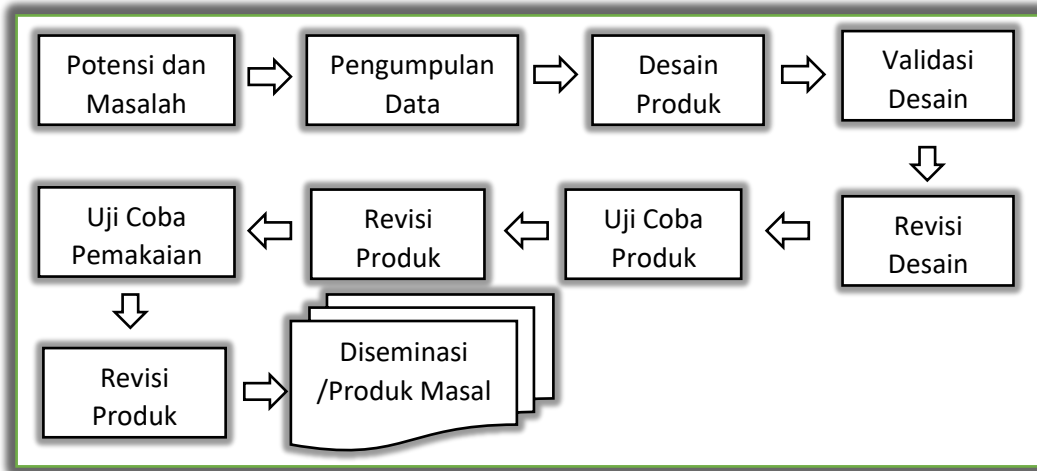 Potensi dan
Masalah
Pengumpulan
Data
Desain
Produk
Validasi
Desain
Revisi
Desain
Uji Coba
Produk
Revisi
Produk
Uji Coba
Pemakaian
Revisi
Produk
Diseminasi
/Produk Masal